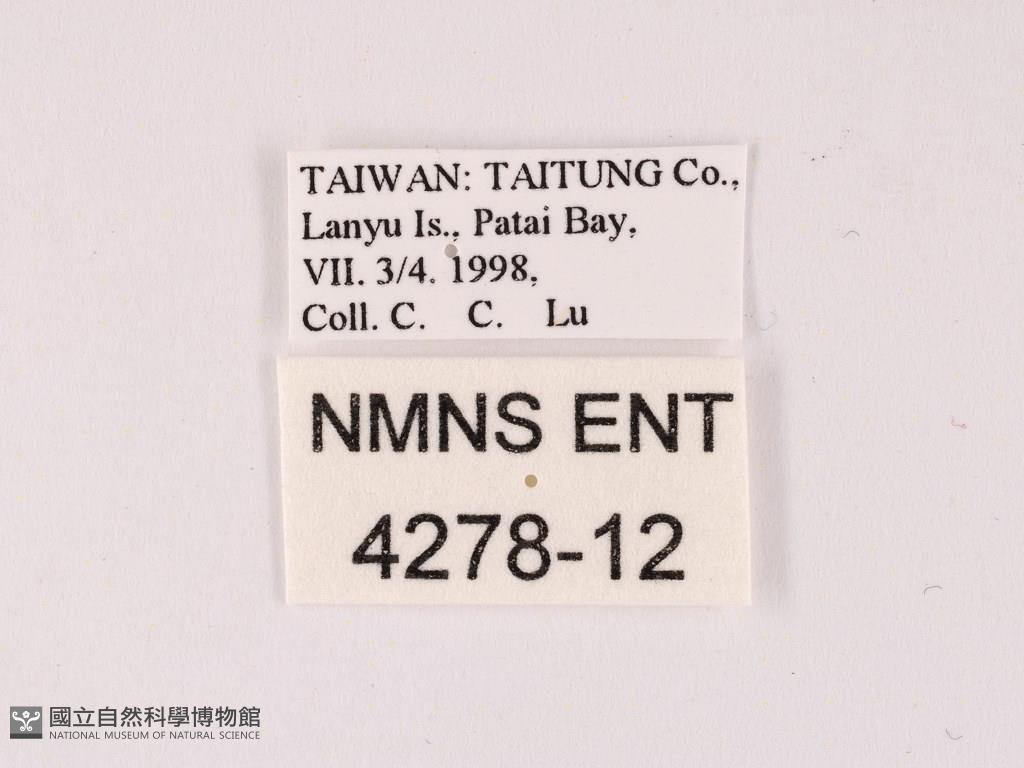 TAIWAN: TAITUNG Co.,
Lanyu Is., Patai Bay,
VII. 3/4. 1998,
Coll. C. C. Lu
NMNS ENT
4278-12
國立自然科學博物館
NATIONAL MUSEUM OF NATURAL SCIENCE